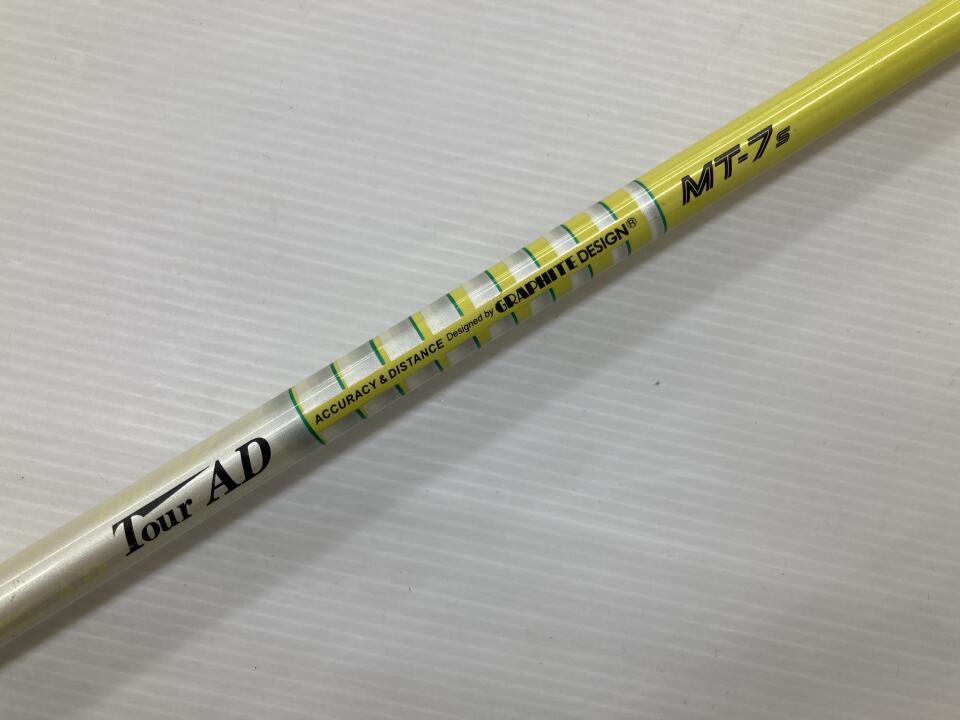 Tour AD
ACCURACY & DISTANCE Designed by GRAPHITE DESIGN®
MT-7s